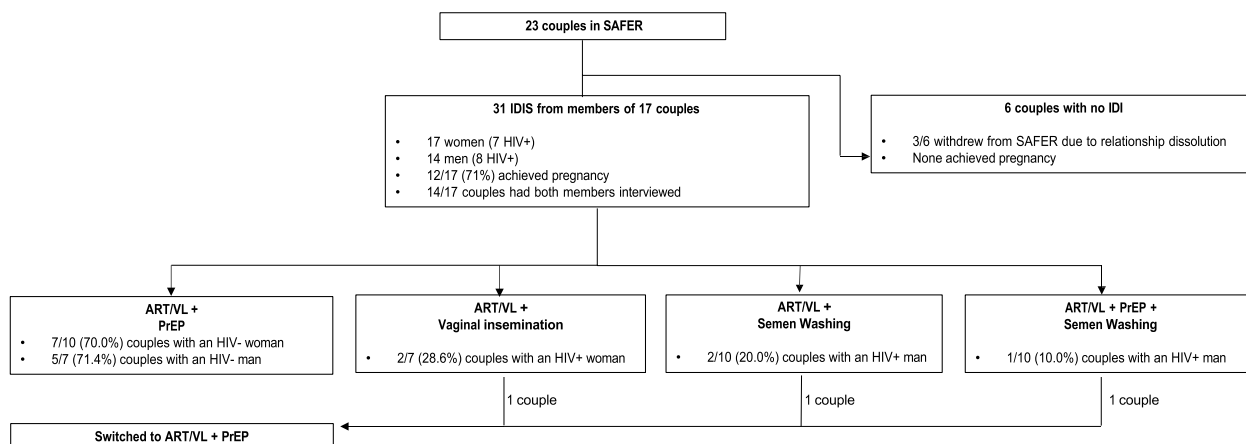 23 couples in SAFER
31 IDIS from members of 17 couples
• 17 women (7 HIV+)
• 14 men (8 HIV+)
• 12/17 (71%) achieved pregnancy
• 14/17 couples had both members interviewed
6 couples with no IDI
• 3/6 withdrew from SAFER due to relationship dissolution
• None achieved pregnancy
ART/VL +
PrEP
• 7/10 (70.0%) couples with an HIV- woman
• 5/7 (71.4%) couples with an HIV- man
ART/VL +
Vaginal insemination
• 2/7 (28.6%) couples with an HIV+ woman
ART/VL +
Semen Washing
• 2/10 (20.0%) couples with an HIV+ man
ART/VL + PrEP +
Semen Washing
• 1/10 (10.0%) couples with an HIV+ man
1 couple
1 couple
1 couple
Switched to ART/VL + PrEP